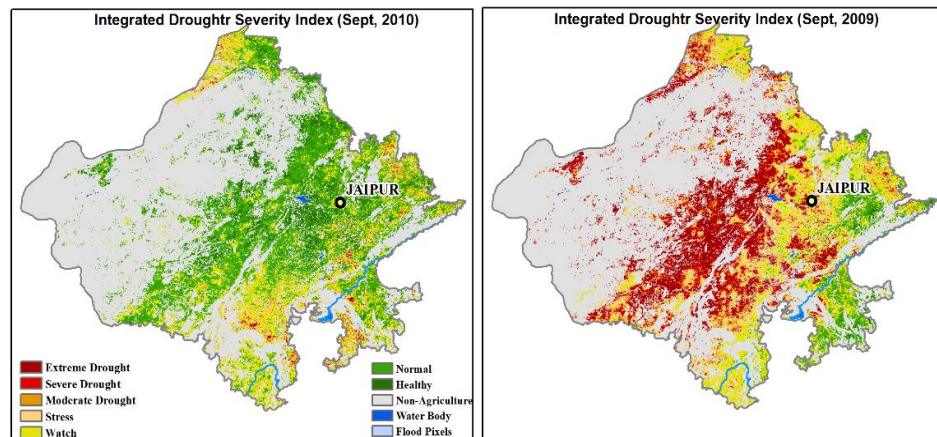 Integrated Droughtr Severity Index (Sept, 2010)
JAIPUR
Extreme Drought
Severe Drought
Moderate Drought
Stress
Watch
Normal
Healthy
Non-Agriculture
Water Body
Flood Pixels
Integrated Droughtr Severity Index (Sept, 2009)
JAIPUR